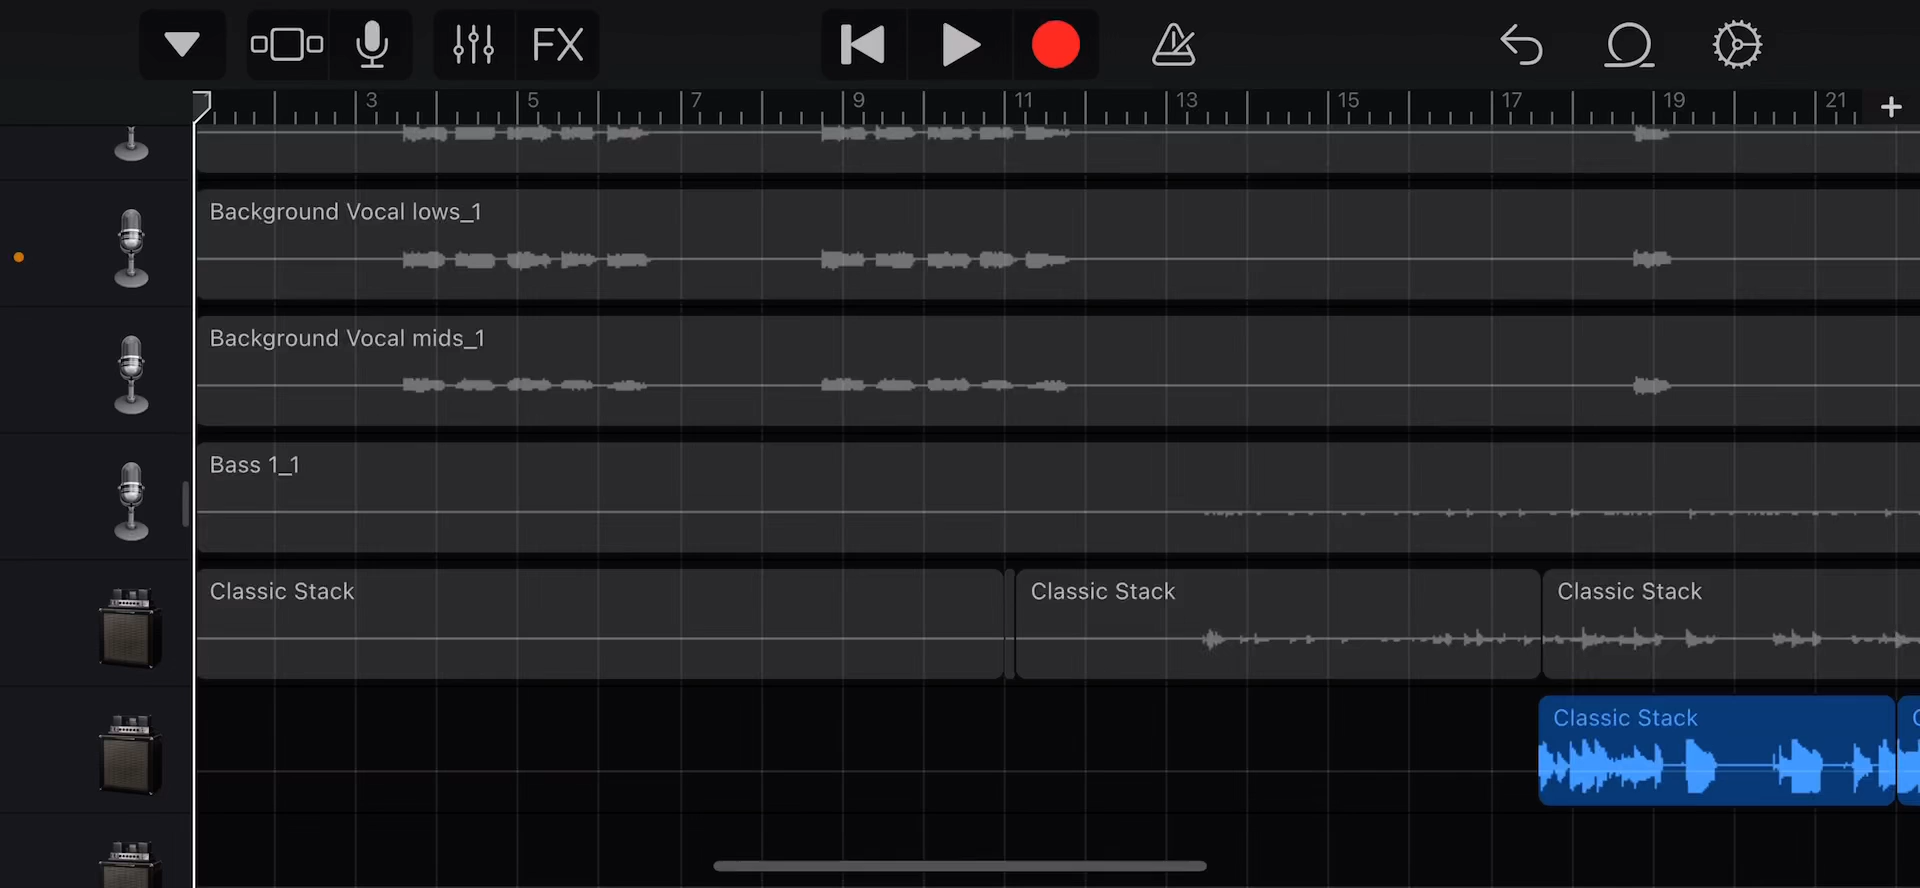 FX
3 5 7 9 11 13 15 17 19 21
Background Vocal lows_1
Background Vocal mids_1
Bass 1_1
Classic Stack Classic Stack Classic Stack
Classic Stack